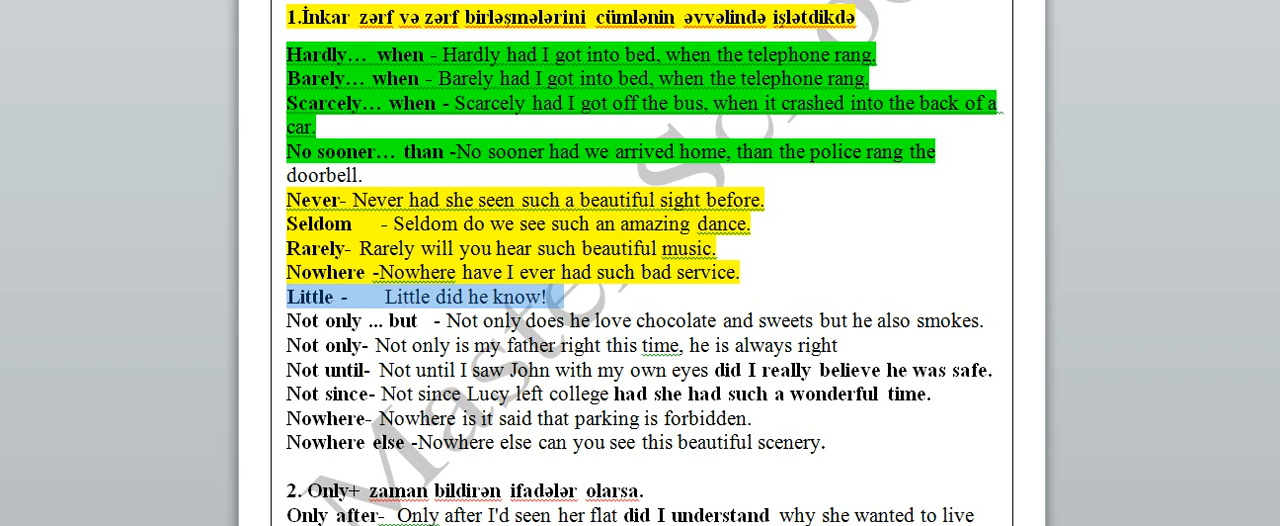 1.İnkar zərf və zərf birləşmələrini cümlənin əvvəlində işlətdikdə
Hardly… when - Hardly had I got into bed, when the telephone rang.
Barely… when - Barely had I got into bed, when the telephone rang.
Scarcely… when - Scarcely had I got off the bus, when it crashed into the back of a
car.
No sooner… than -No sooner had we arrived home, than the police rang the
doorbell.
Never- Never had she seen such a beautiful sight before.
Seldom - Seldom do we see such an amazing dance.
Rarely- Rarely will you hear such beautiful music.
Nowhere -Nowhere have I ever had such bad service.
Little - Little did he know!
Not only ... but - Not only does he love chocolate and sweets but he also smokes.
Not only- Not only is my father right this time, he is always right
Not until- Not until I saw John with my own eyes did I really believe he was safe.
Not since- Not since Lucy left college had she had such a wonderful time.
Nowhere- Nowhere is it said that parking is forbidden.
Nowhere else -Nowhere else can you see this beautiful scenery.
2. Only+ zaman bildirən ifadələr olarsa.
Only after- Only after I'd seen her flat did I understand why she wanted to live